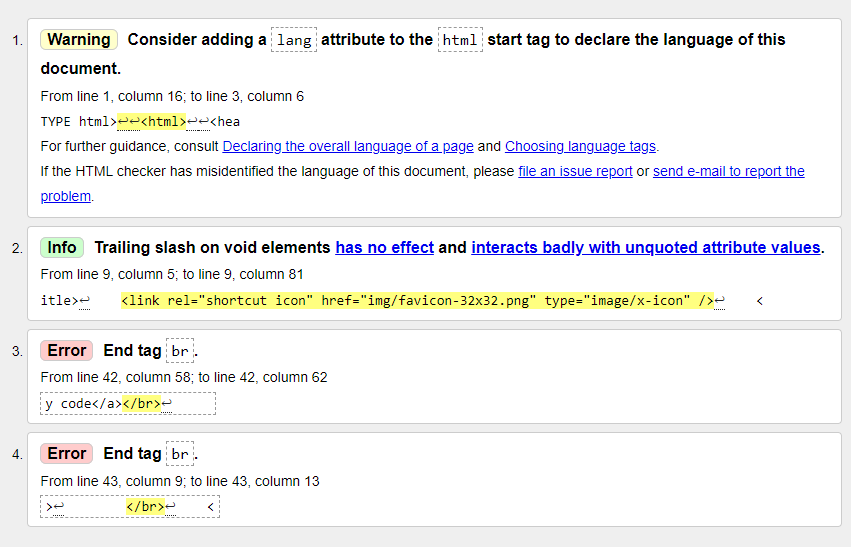 1. Warning Consider adding a lang attribute to the html start tag to declare the language of this
document.
From line 1, column 16; to line 3, column 6
TYPE html>↩↩<html>↩↩<hea
For further guidance, consult Declaring the overall language of a page and Choosing language tags.
If the HTML checker has misidentified the language of this document, please file an issue report or send e-mail to report the
problem.
2. Info Trailing slash on void elements has no effect and interacts badly with unquoted attribute values.
From line 9, column 5; to line 9, column 81
itle>↩    <link rel="shortcut icon" href="img/favicon-32x32.png" type="image/x-icon" />↩    <
3. Error End tag br.
From line 42, column 58; to line 42, column 62
y code</a></br>↩
4. Error End tag br.
From line 43, column 9; to line 43, column 13
>↩        </br>↩    <